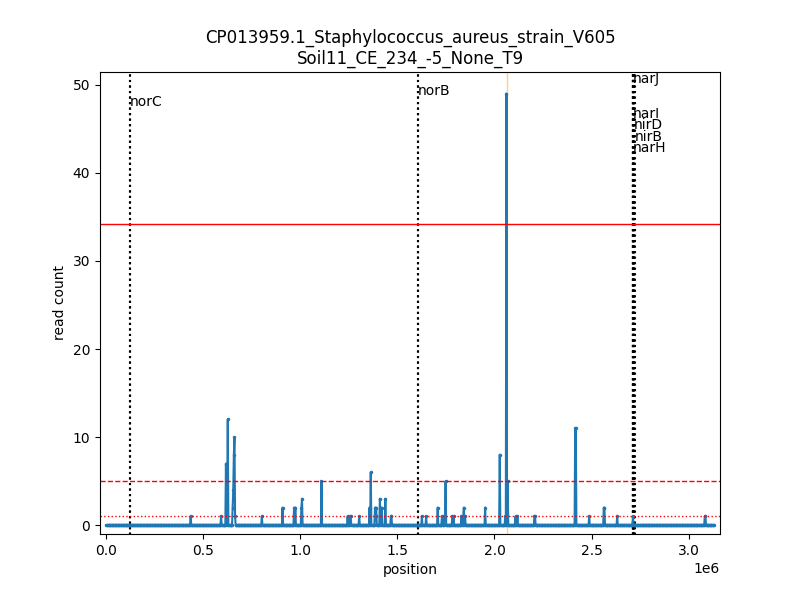 CP013959.1_Staphylococcus_aureus_strain_V605
Soil11_CE_234_-5_None_T9
narJ
norB
norC
narI
nirD
nirB
narH
50
40
30
20
10
0
read count
0.0 0.5 1.0 1.5 2.0 2.5 3.0
1e6
position